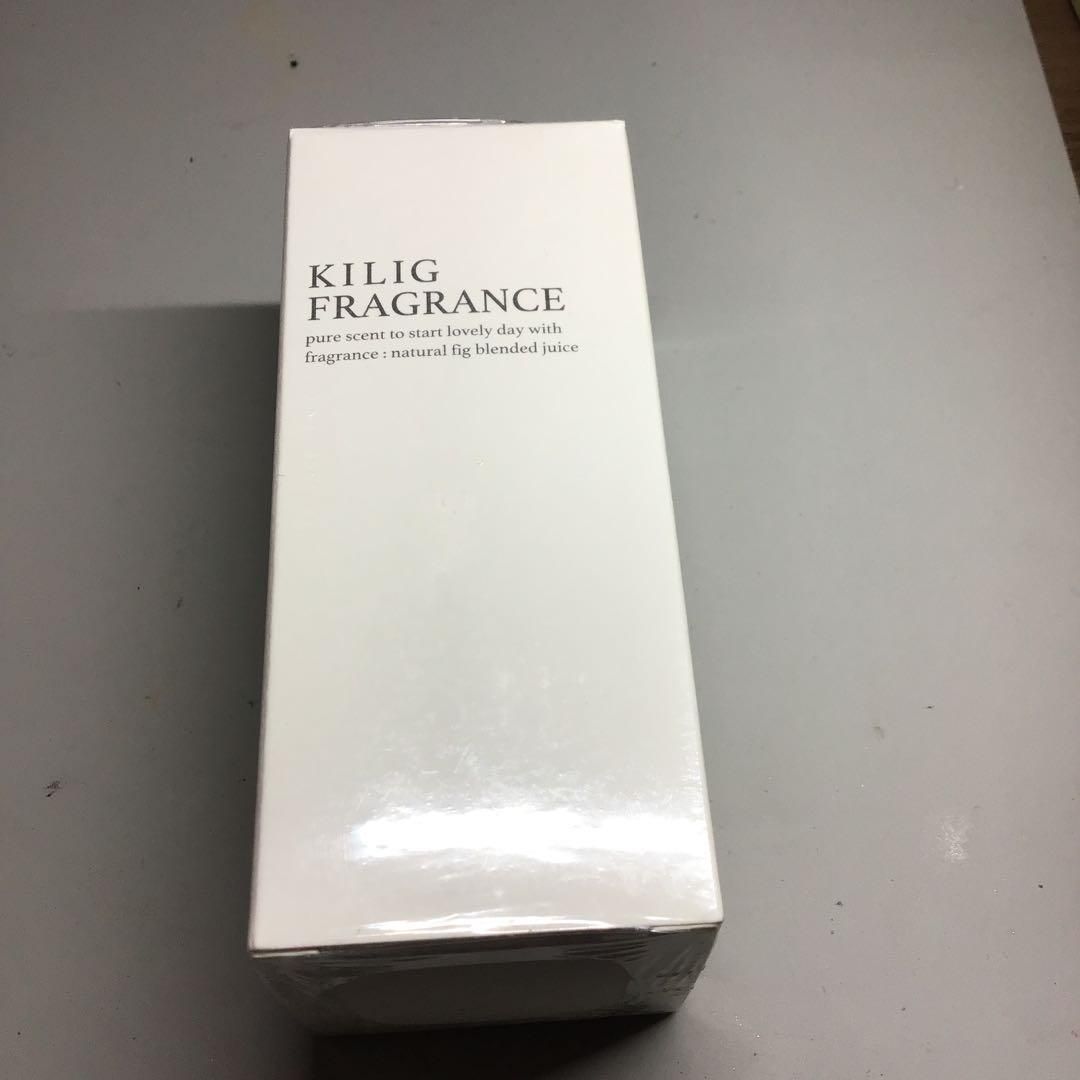 KILIG
FRAGRANCE
pure scent to start lovely day with
fragrance : natural fig blended juice